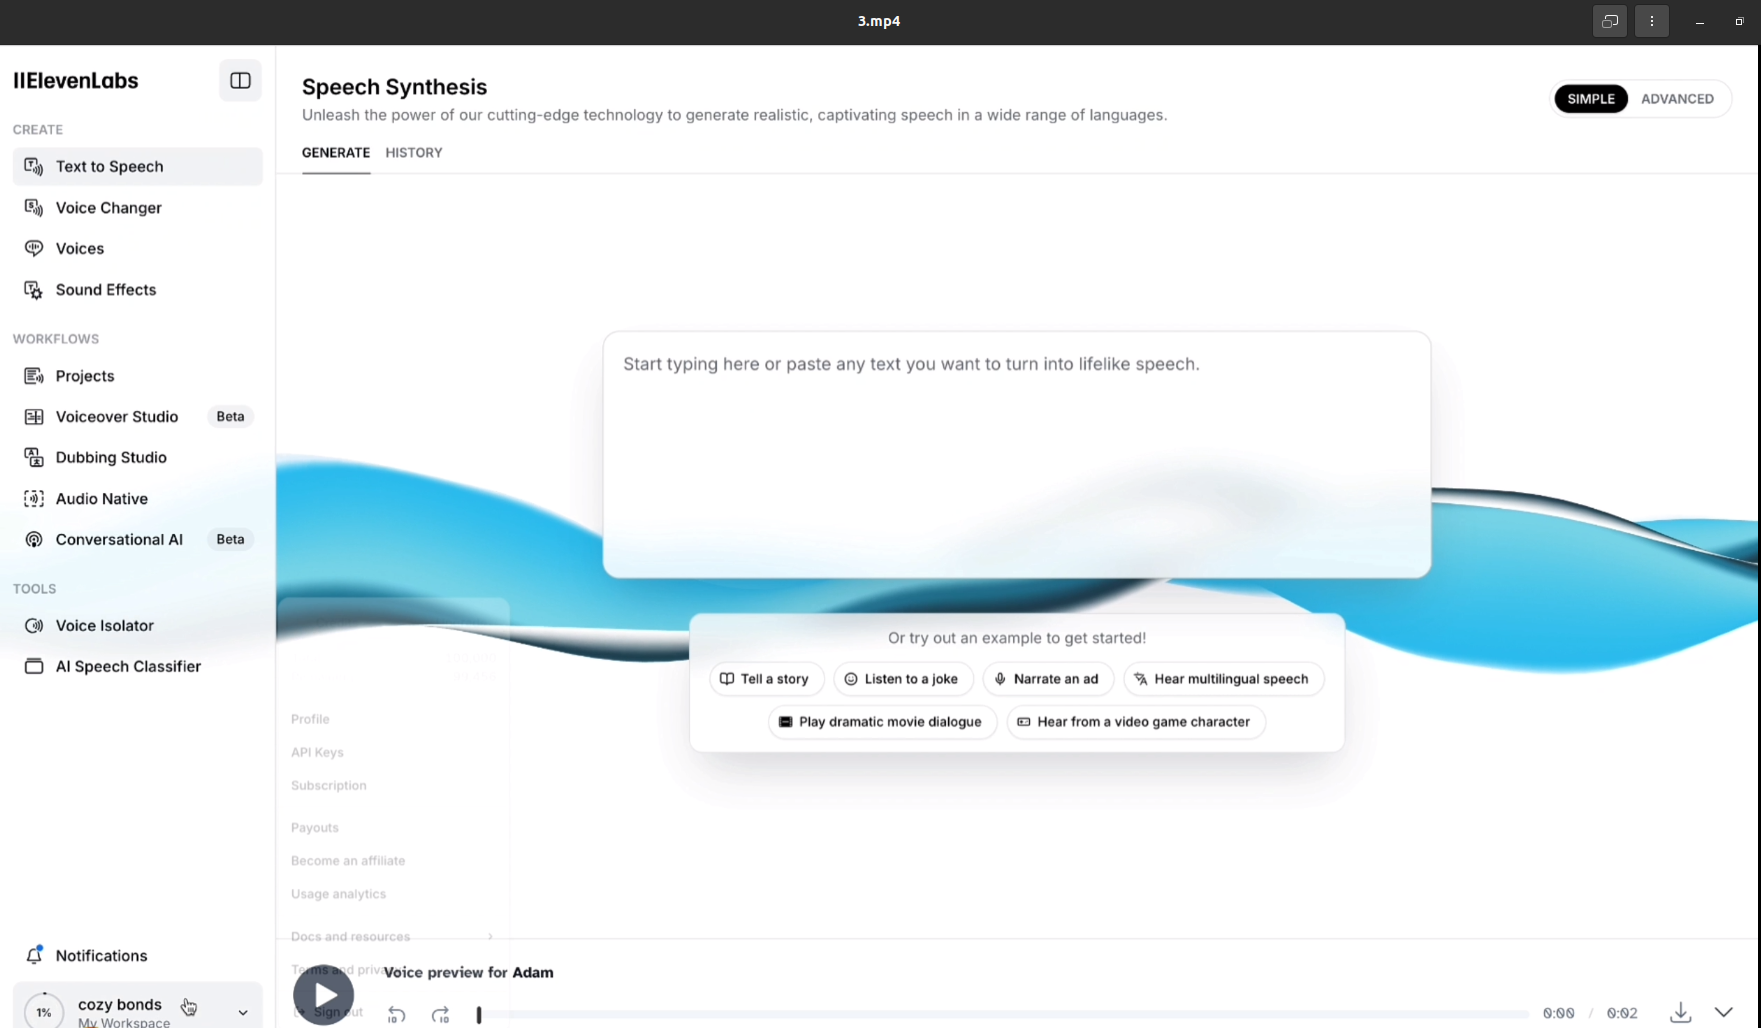 3.mp4
IIElevenLabs
CREATE
Text to Speech
Voice Changer
Voices
Sound Effects
WORKFLOWS
Projects
Voiceover Studio Beta
Dubbing Studio
Audio Native
Conversational AI Beta
TOOLS
Voice Isolator
AI Speech Classifier
Notifications
1%
cozy bonds
My Workspace
Speech Synthesis
Unleash the power of our cutting-edge technology to generate realistic, captivating speech in a wide range of languages.
SIMPLE ADVANCED
GENERATE HISTORY
Start typing here or paste any text you want to turn into lifelike speech.
Or try out an example to get started!
Tell a story Listen to a joke Narrate an ad Hear multilingual speech
Play dramatic movie dialogue Hear from a video game character
Profile
API Keys
Subscription
Payouts
Become an affiliate
Usage analytics
Docs and resources
Terms and
Sign out
Voice preview for Adam
10 10
0:00 / 0:02